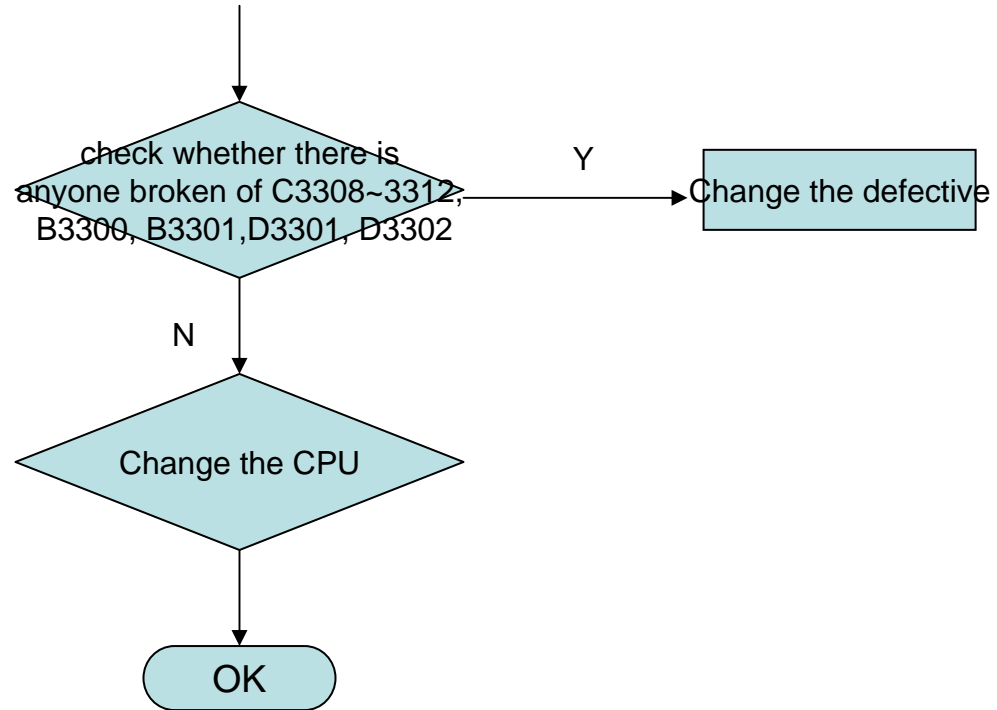 check whether there is
anyone broken of C3308~3312,
B3300, B3301,D3301, D3302
Y
Change the defective
N
Change the CPU
OK